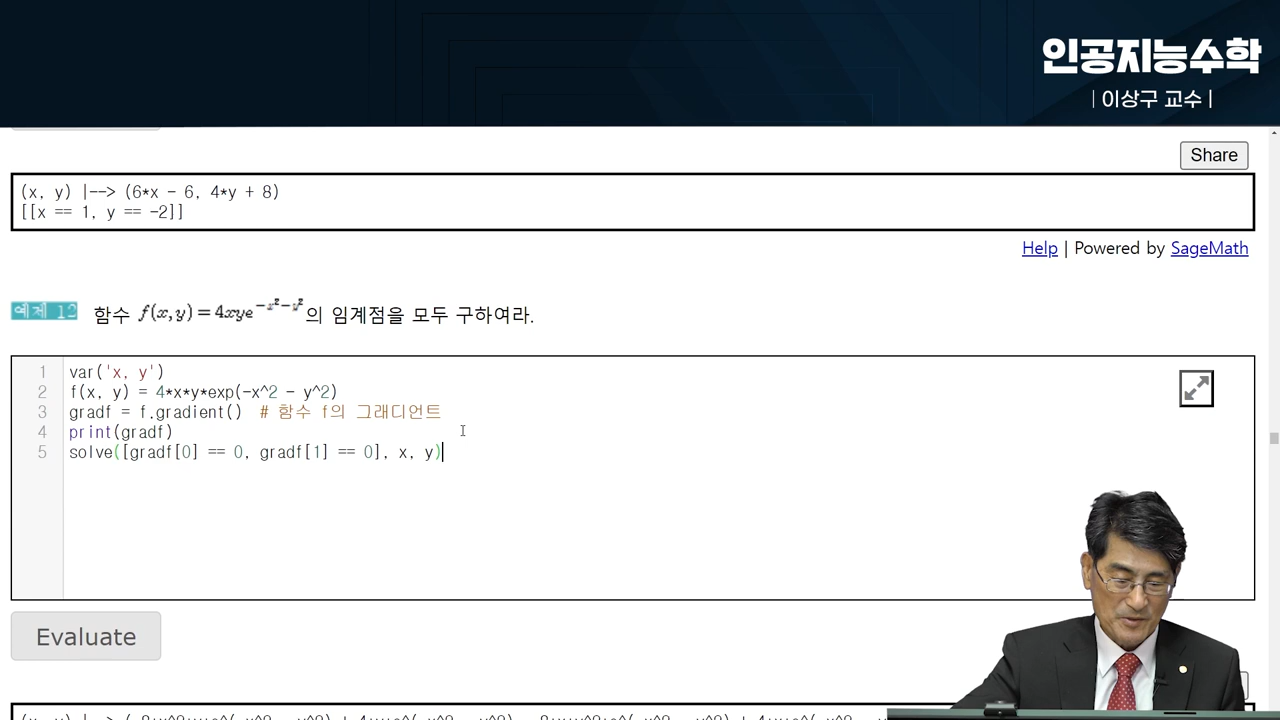 인공지능수학
| 이상구 교수 |
Share
(x, y) |--> (6*x - 6, 4*y + 8)
[[x == 1, y == -2]]
Help | Powered by SageMath
예제 12 함수 f(x,y)=4xye^{-x^2-y^2}의 임계점을 모두 구하여라.
1 var('x, y')
2 f(x, y) = 4*x*y*exp(-x^2 - y^2)
3 gradf = f.gradient() # 함수 f의 그래디언트
4 print(gradf)
5 solve([gradf[0] == 0, gradf[1] == 0], x, y)
Evaluate